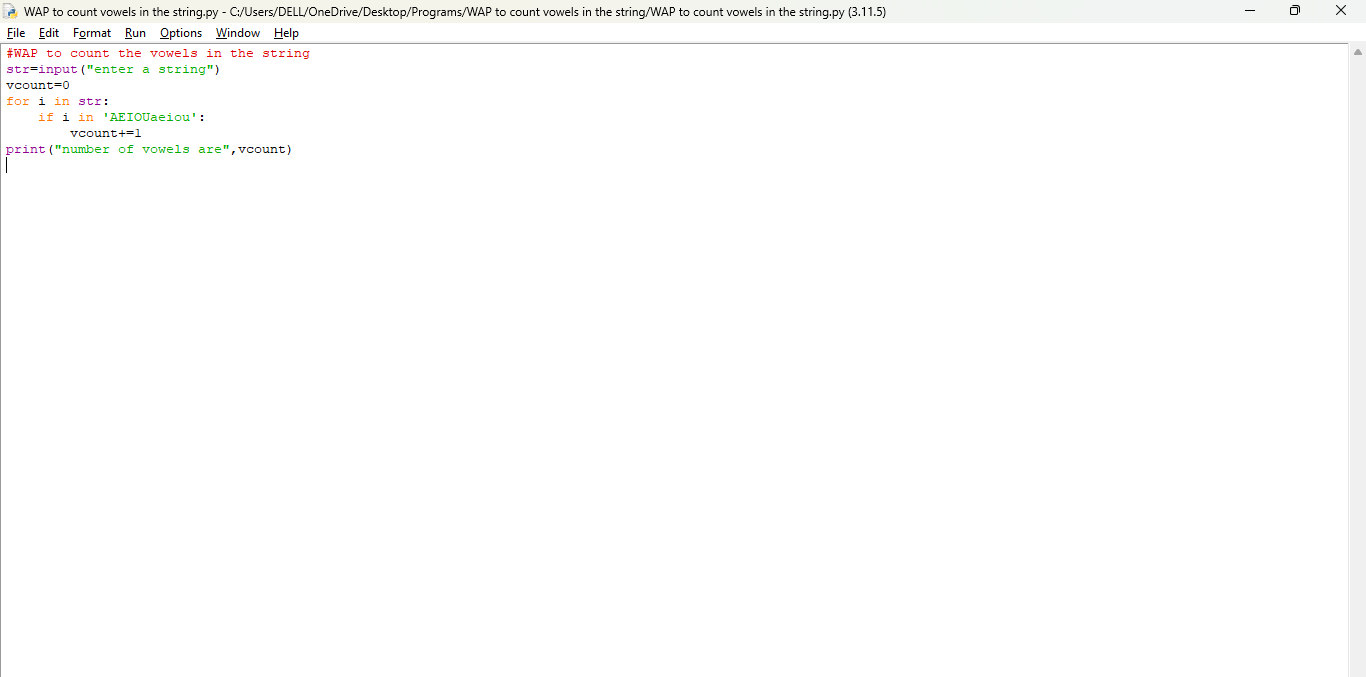 WAP to count vowels in the string.py - C:/Users/DELL/OneDrive/Desktop/Programs/WAP to count vowels in the string/WAP to count vowels in the string.py (3.11.5)
File Edit Format Run Options Window Help
#WAP to count the vowels in the string
str=input("enter a string")
vcount=0
for i in str:
    if i in 'AEIOUaeiou':
        vcount+=1
print("number of vowels are",vcount)